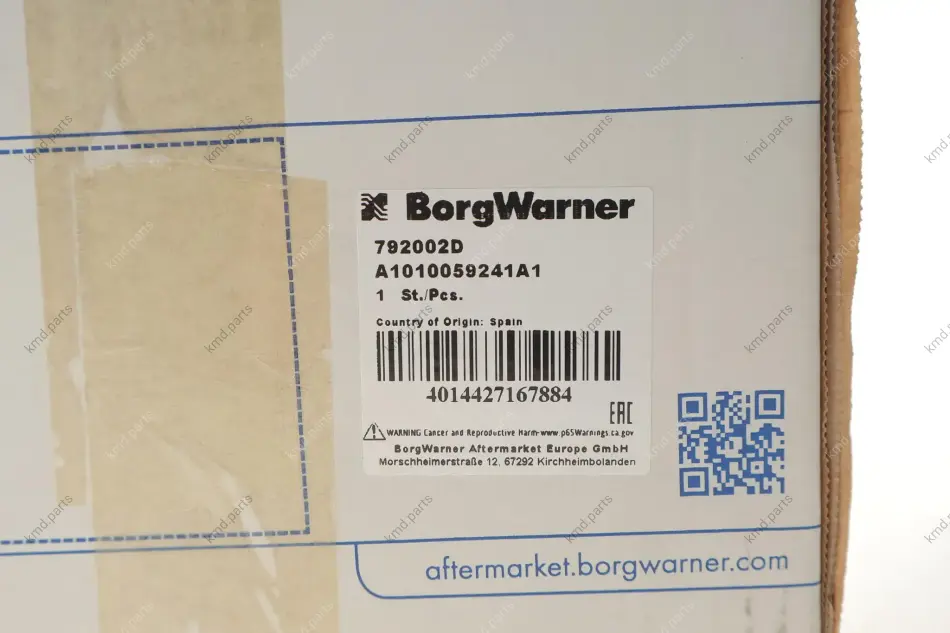 BorgWarner
792002D
A1010059241A1
1 St./Pcs.
Country of Origin: Spain
4014427167884
EAC
WARNING Cancer and Reproductive Harm-www.p65Warnings.ca.gov
BorgWarner Aftermarket Europe GmbH
Morschheimerstraße 12, 67292 Kirchheimbolanden
aftermarket.borgwarner.com
kmd.parts